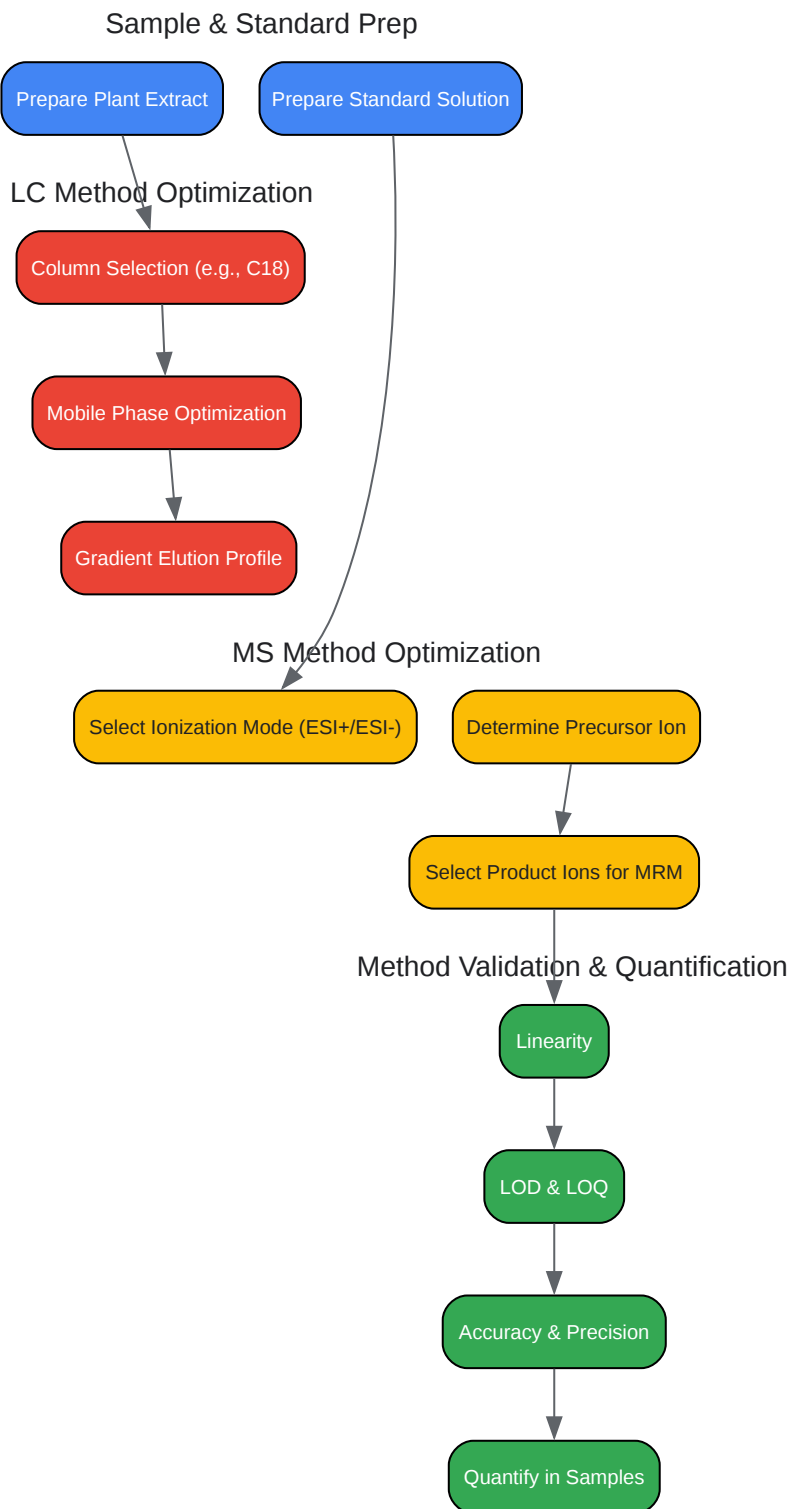 Sample & Standard Prep
Prepare Plant Extract
Prepare Standard Solution
LC Method Optimization
Column Selection (e.g., C18)
Mobile Phase Optimization
Gradient Elution Profile
MS Method Optimization
Select Ionization Mode (ESI+/ESI-)
Determine Precursor Ion
Select Product Ions for MRM
Method Validation & Quantification
Linearity
LOD & LOQ
Accuracy & Precision
Quantify in Samples